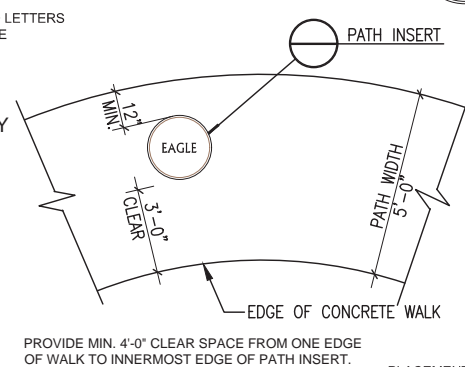 LETTERS
E
PATH INSERT
Y
12"
MIN.
EAGLE
3'-0"
CLEAR
PATH WIDTH
5'-0"
EDGE OF CONCRETE WALK
PROVIDE MIN. 4'-0" CLEAR SPACE FROM ONE EDGE
OF WALK TO INNERMOST EDGE OF PATH INSERT.